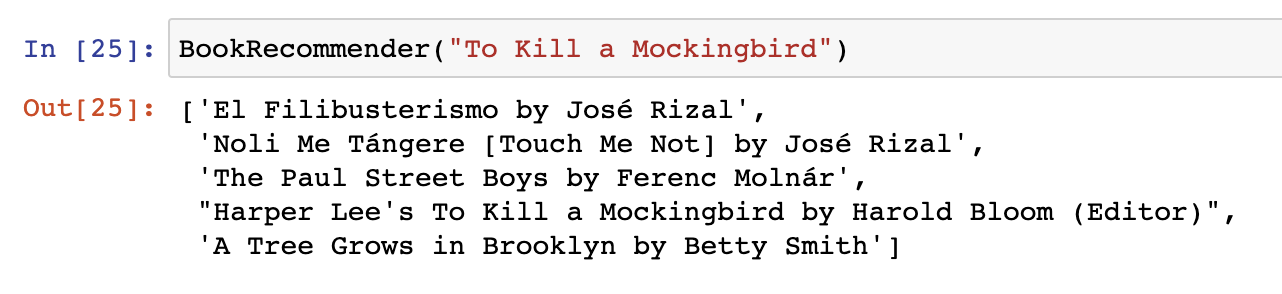 In [25]: BookRecommender("To Kill a Mockingbird")
Out[25]: ['El Filibusterismo by José Rizal',
'Noli Me Tángere [Touch Me Not] by José Rizal',
'The Paul Street Boys by Ferenc Molnár',
"Harper Lee's To Kill a Mockingbird by Harold Bloom (Editor)",
'A Tree Grows in Brooklyn by Betty Smith']